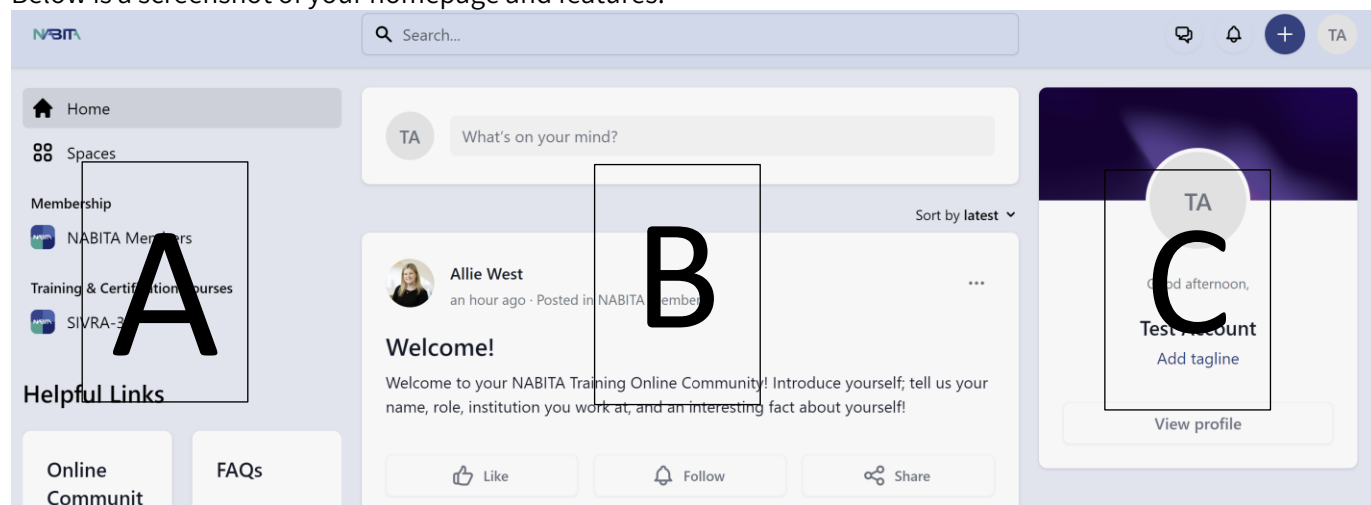 Below is a screenshot of your homepage and features.
NABITA
Search...
TA
Home
Spaces
Membership
NABITA Members
Training & Certification Courses
SIVRA-3
Helpful Links
Online
Communit
FAQs
A
TA
What's on your mind?
Sort by latest
Allie West
an hour ago · Posted in NABITA Members
Welcome!
Welcome to your NABITA Training Online Community! Introduce yourself; tell us your
name, role, institution you work at, and an interesting fact about yourself!
Like
Follow
Share
B
TA
Good afternoon,
Test Account
Add tagline
View profile
C